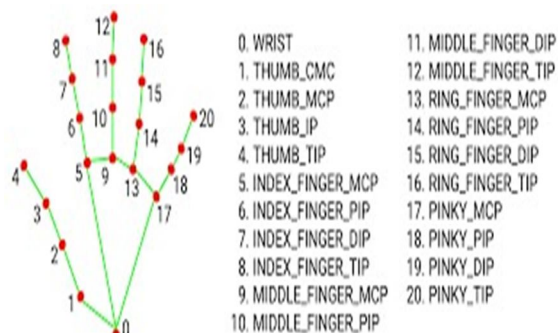 12
8
16
11
7
15
10
6
14
20
19
4
5
9
13
18
3
17
2
1
0
0. WRIST
1. THUMB_CMC
2. THUMB_MCP
3. THUMB_IP
4. THUMB_TIP
5. INDEX_FINGER_MCP
6. INDEX_FINGER_PIP
7. INDEX_FINGER_DIP
8. INDEX_FINGER_TIP
9. MIDDLE_FINGER_MCP
10. MIDDLE_FINGER_PIP
11. MIDDLE_FINGER_DIP
12. MIDDLE_FINGER_TIP
13. RING_FINGER_MCP
14. RING_FINGER_PIP
15. RING_FINGER_DIP
16. RING_FINGER_TIP
17. PINKY_MCP
18. PINKY_PIP
19. PINKY_DIP
20. PINKY_TIP